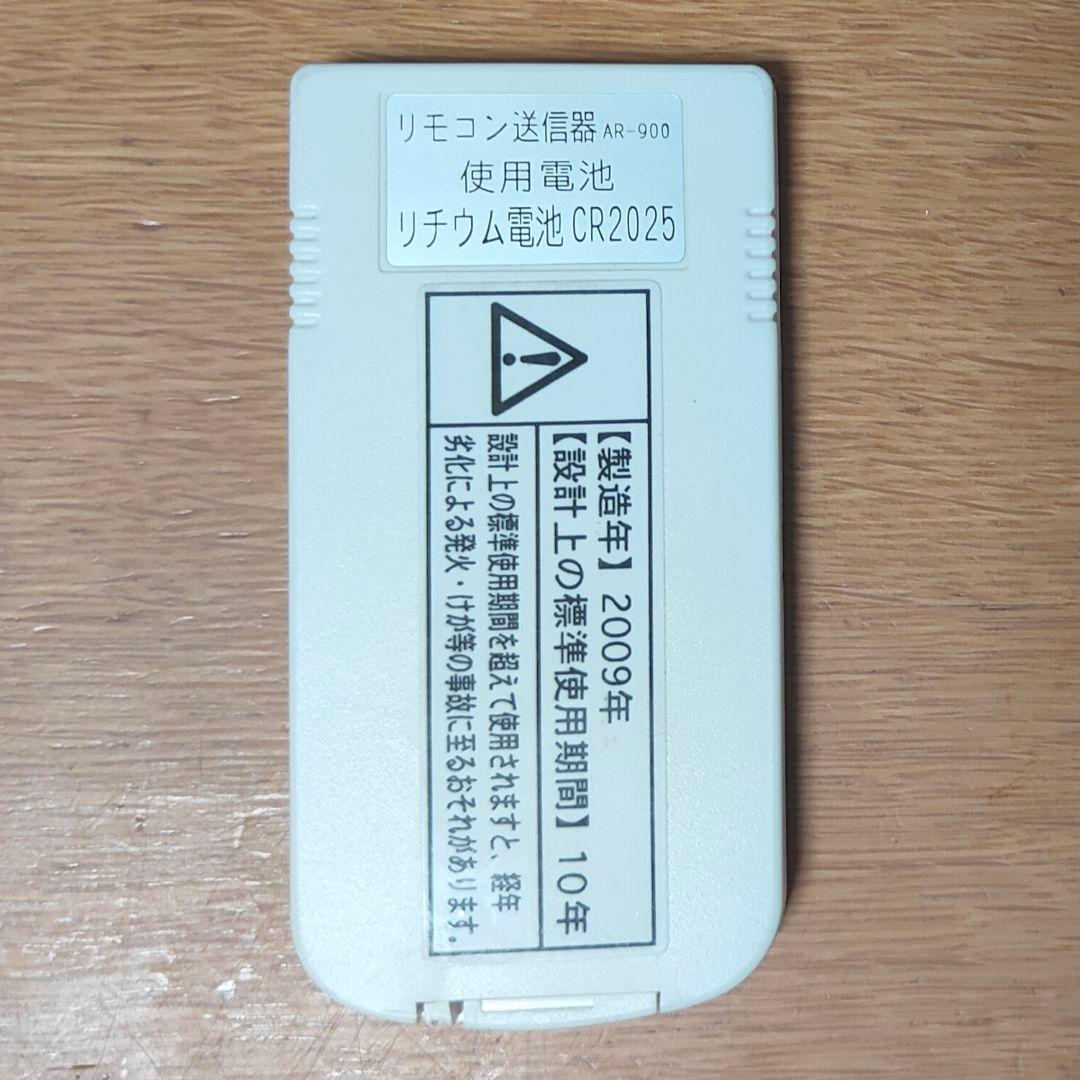 リモコン送信器 AR-900
使用電池
リチウム電池 CR2025
【製造年】2009年
【設計上の標準使用期間】10年
設計上の標準使用期間を超えて使用されますと、経年
劣化による発火・けが等の事故に至るおそれがあります。